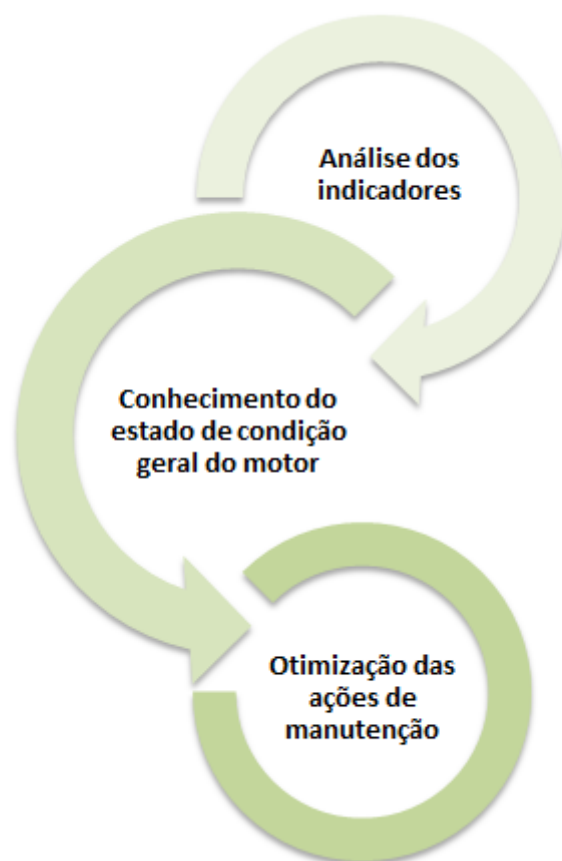 Análise dos
indicadores
Conhecimento do
estado de condição
geral do motor
Otimização das
ações de
manutenção